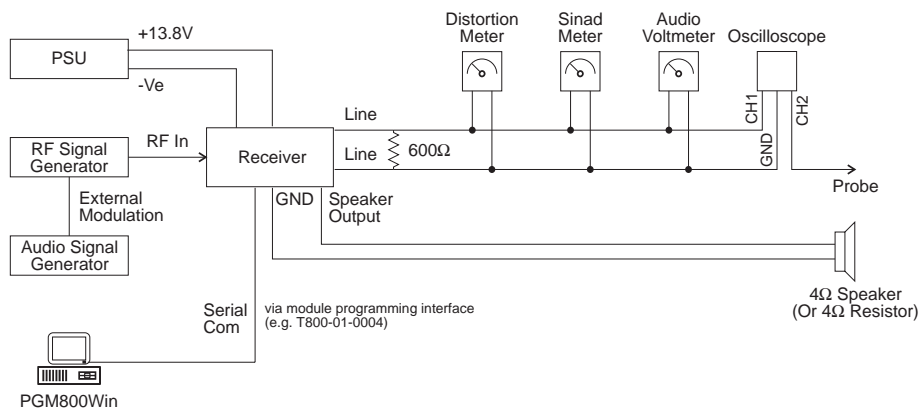 Distortion
Meter
Sinad
Meter
Audio
Voltmeter
Oscilloscope
+13.8V
PSU
-Ve
Line
CH1
GND
CH2
RF Signal
Generator
RF In
Receiver
Line
600Ω
Probe
External
Modulation
GND
Speaker
Output
Audio Signal
Generator
4Ω Speaker
(Or 4Ω Resistor)
Serial
Com
via module programming interface
(e.g. T800-01-0004)
PGM800Win